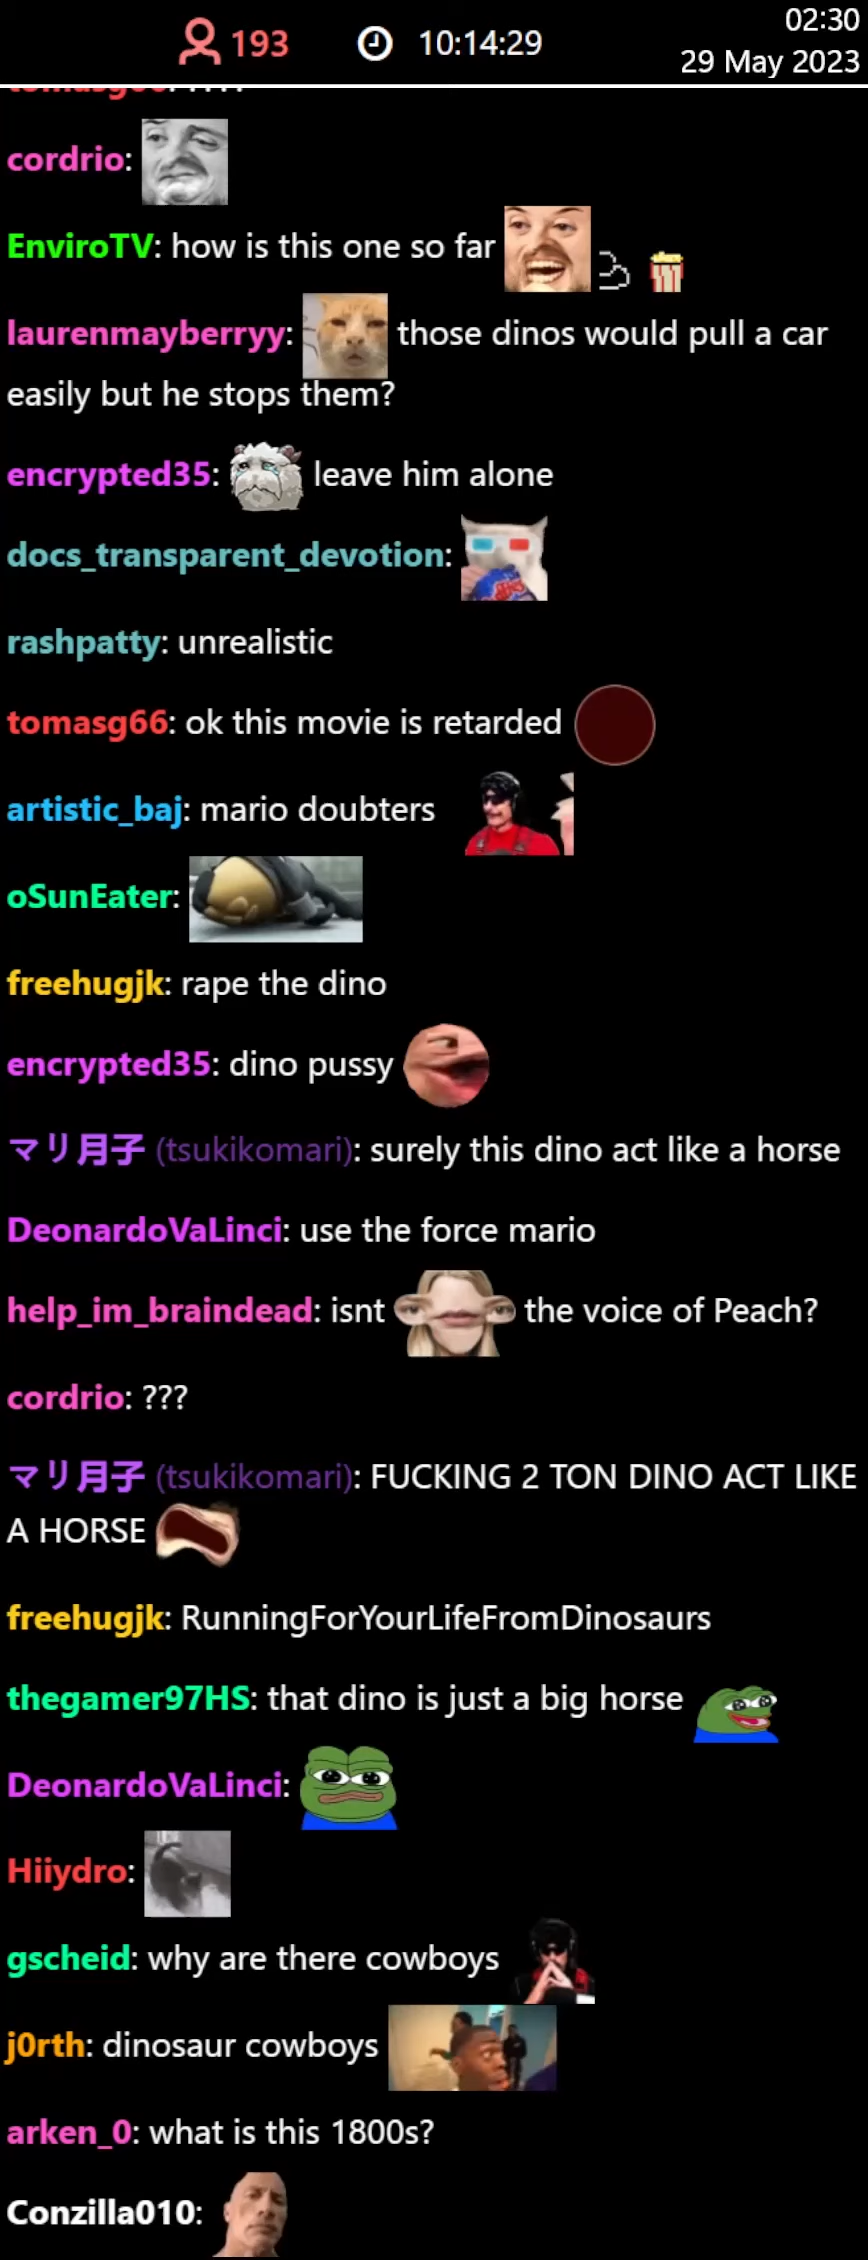 193 10:14:29 02:30
29 May 2023
cordrio:
EnviroTV: how is this one so far
laurenmayberryy: those dinos would pull a car
easily but he stops them?
encrypted35: leave him alone
docs_transparent_devotion:
rashpatty: unrealistic
tomasg66: ok this movie is retarded
artistic_baj: mario doubters
oSunEater:
freehugjk: rape the dino
encrypted35: dino pussy
マリ月子 (tsukikomari): surely this dino act like a horse
DeonardoVaLinci: use the force mario
help_im_braindead: isnt the voice of Peach?
cordrio: ???
マリ月子 (tsukikomari): FUCKING 2 TON DINO ACT LIKE
A HORSE
freehugjk: RunningForYourLifeFromDinosaurs
thegamer97HS: that dino is just a big horse
DeonardoVaLinci:
Hiiydro:
gscheid: why are there cowboys
j0rth: dinosaur cowboys
arken_0: what is this 1800s?
Conzilla010: